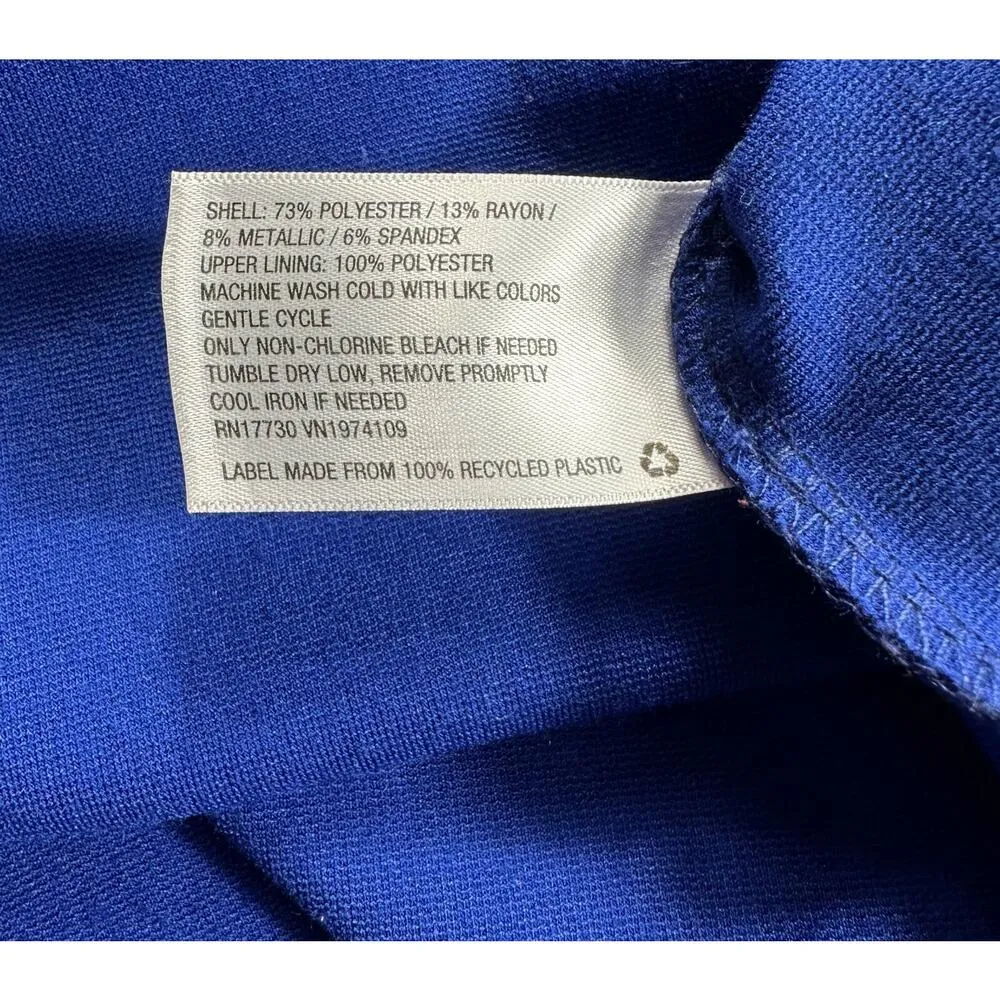 SHELL: 73% POLYESTER / 13% RAYON /
8% METALLIC / 6% SPANDEX
UPPER LINING: 100% POLYESTER
MACHINE WASH COLD WITH LIKE COLORS
GENTLE CYCLE
ONLY NON-CHLORINE BLEACH IF NEEDED
TUMBLE DRY LOW, REMOVE PROMPTLY
COOL IRON IF NEEDED
RN17730 VN1974109
LABEL MADE FROM 100% RECYCLED PLASTIC